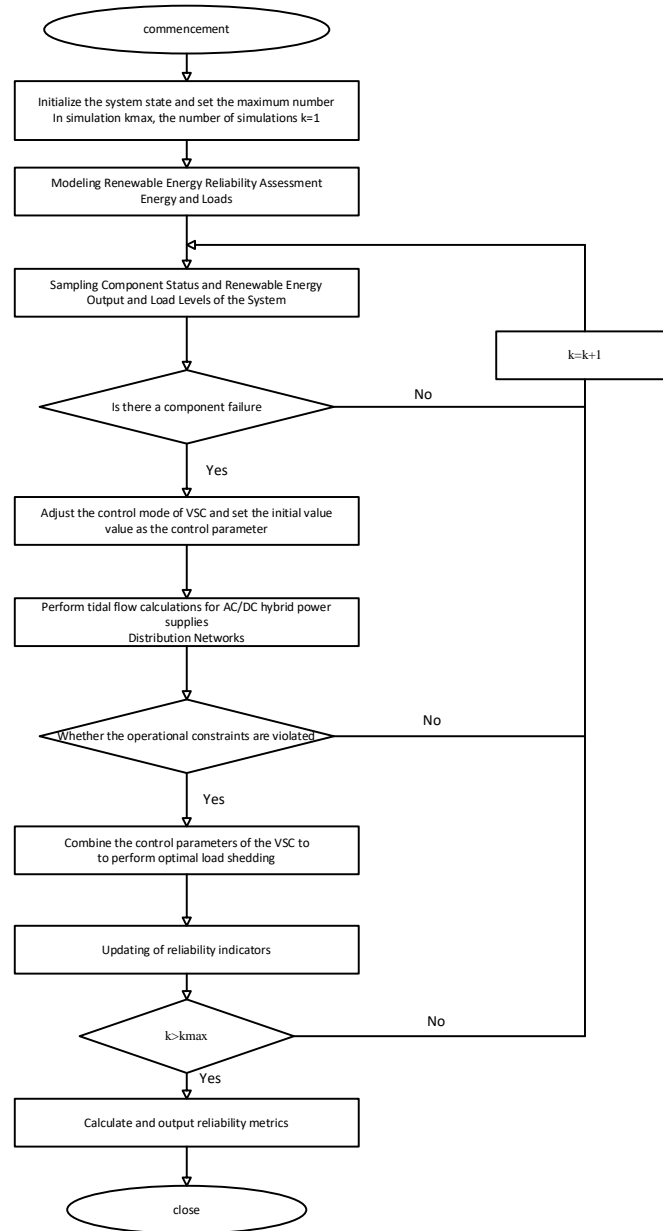 commencement
Initialize the system state and set the maximum number
In simulation kmax, the number of simulations k=1
Modeling Renewable Energy Reliability Assessment
Energy and Loads
Sampling Component Status and Renewable Energy
Output and Load Levels of the System
k=k+1
Is there a component failure
No
Yes
Adjust the control mode of VSC and set the initial value
value as the control parameter
Perform tidal flow calculations for AC/DC hybrid power
supplies
Distribution Networks
Whether the operational constraints are violated
No
Yes
Combine the control parameters of the VSC to
to perform optimal load shedding
Updating of reliability indicators
k>kmax
No
Yes
Calculate and output reliability metrics
close